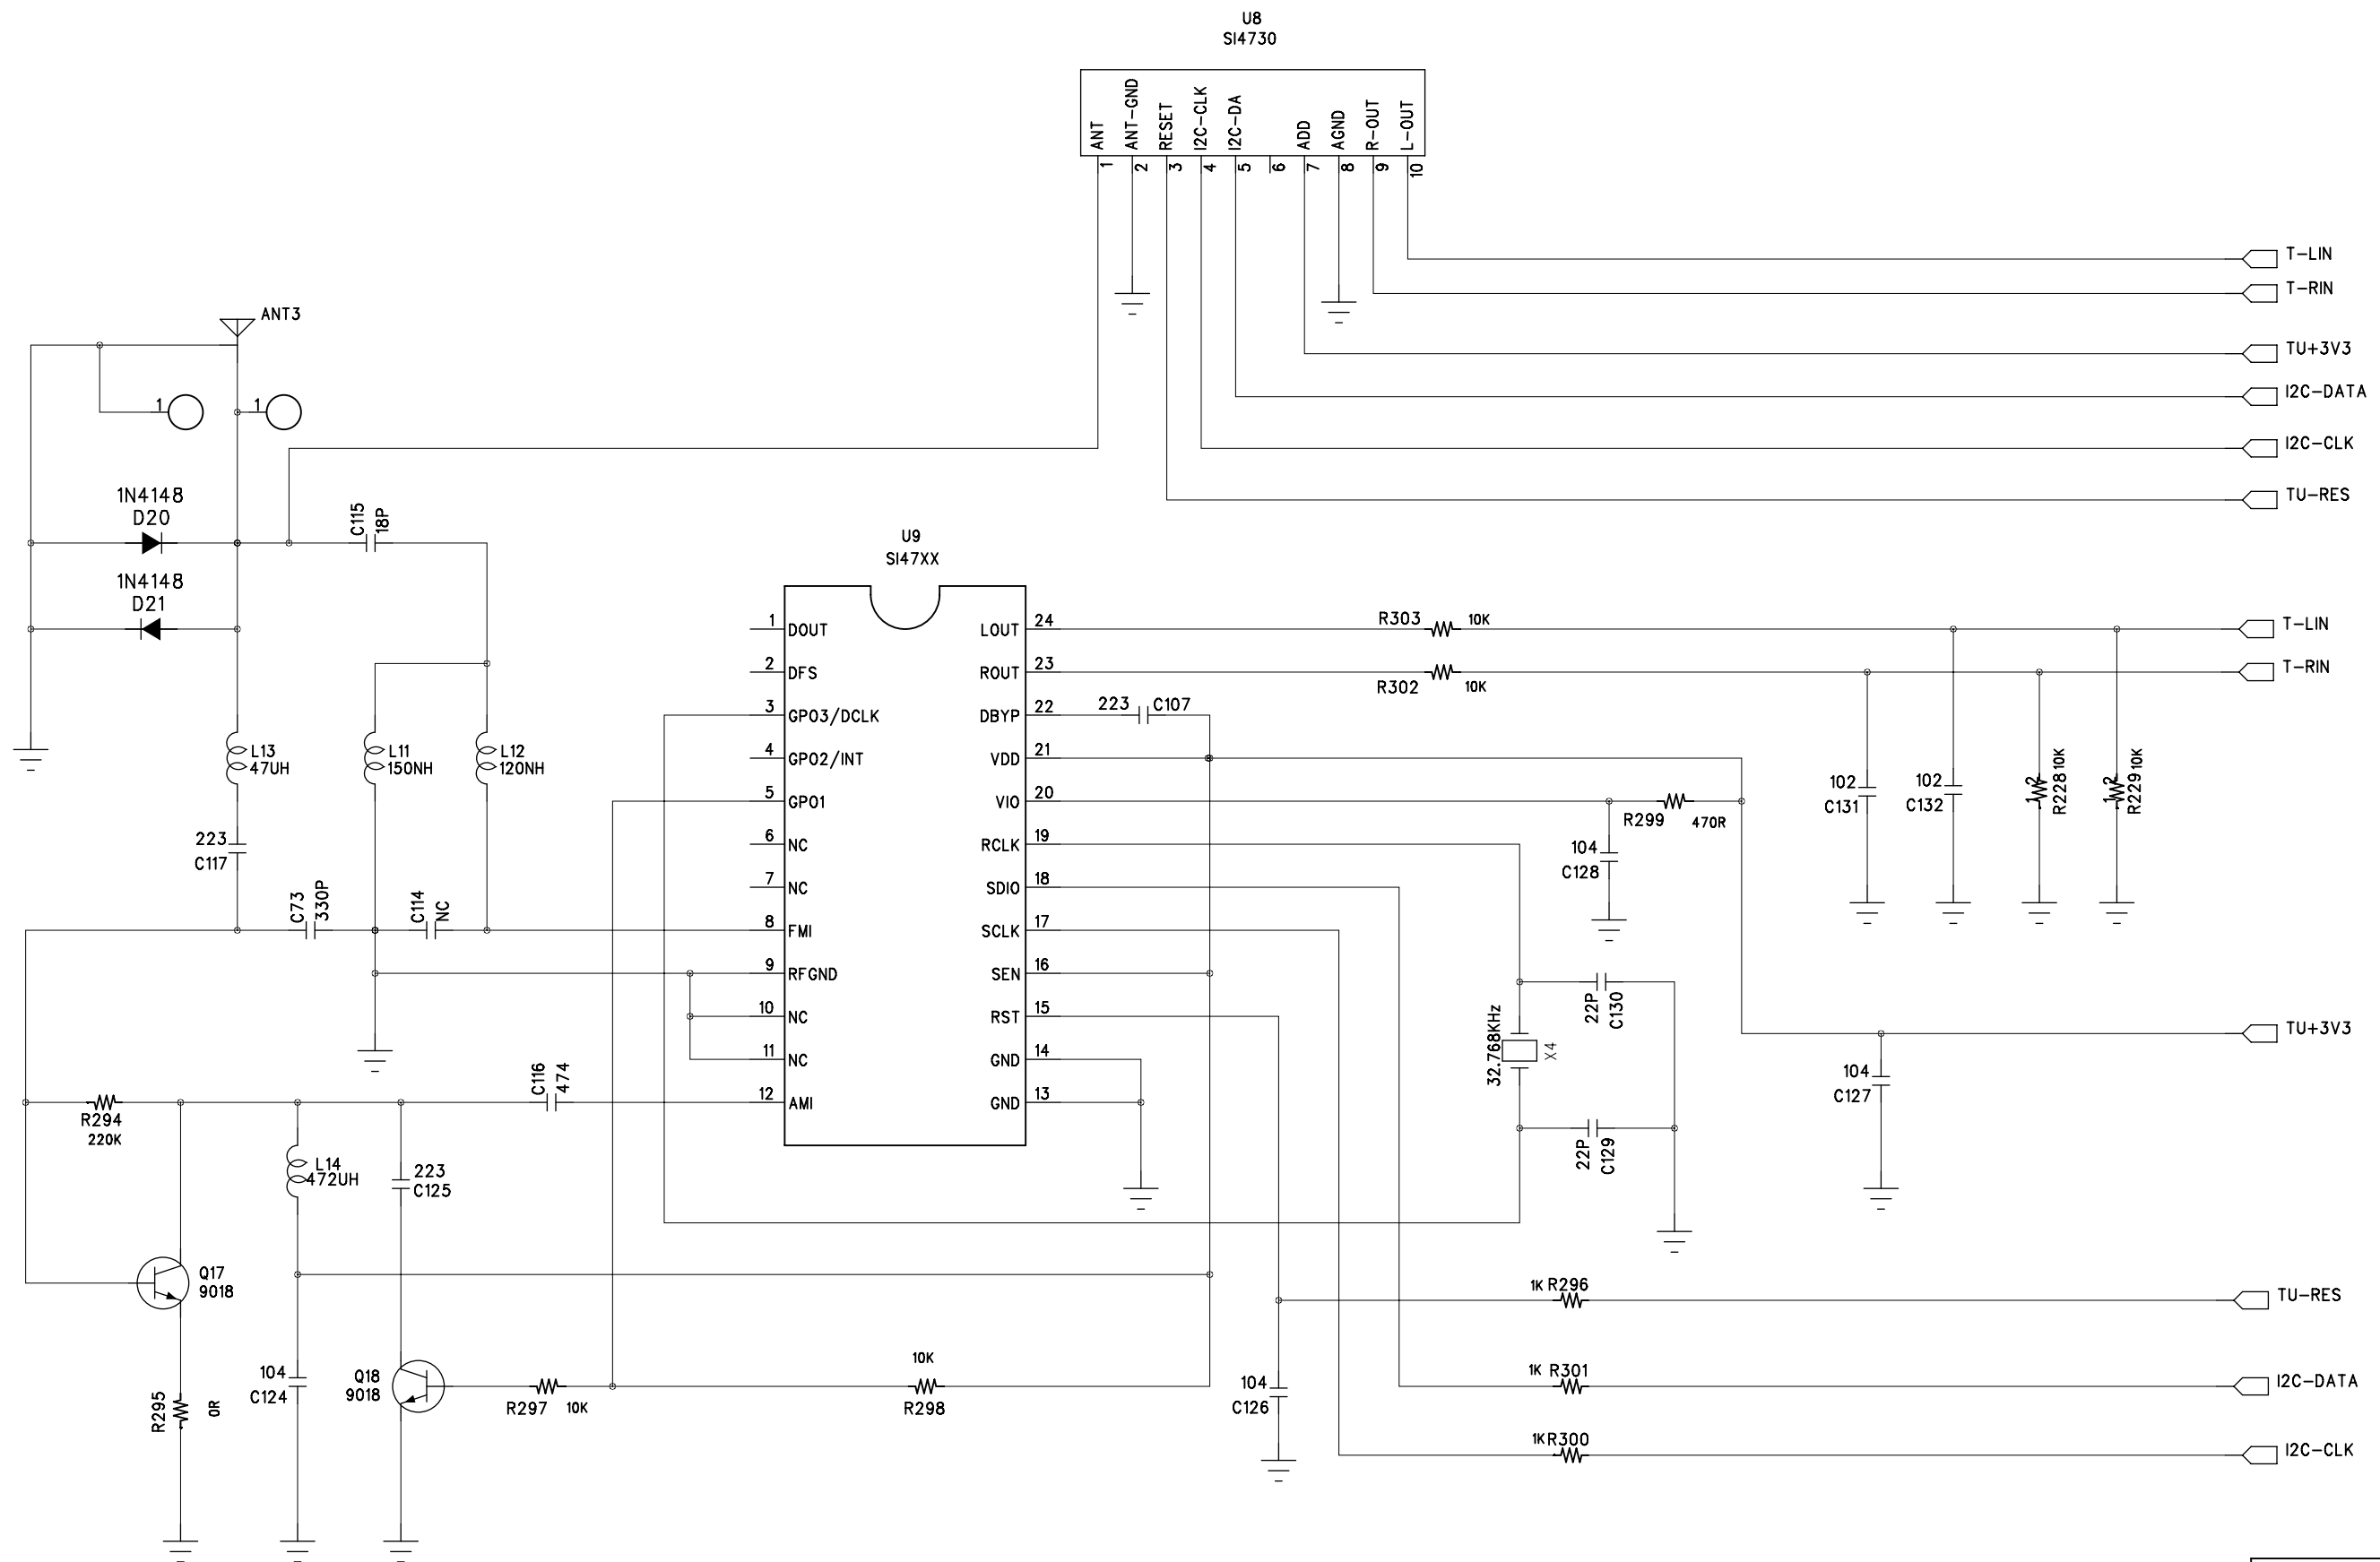 U8
SI4730
ANT
ANT-GND
RESET
I2C-CLK
I2C-DA
ADD
AGND
R-OUT
L-OUT
1
2
3
4
5
6
7
8
9
10
T-LIN
T-RIN
TU+3V3
I2C-DATA
I2C-CLK
TU-RES
ANT3
1
1
1N4148
D20
1N4148
D21
C115
18P
L13
47UH
L11
150NH
L12
120NH
223
C117
C73
330P
C114
NC
R294
220K
C116
474
L14
472UH
223
C125
Q17
9018
R295
0R
104
C124
Q18
9018
R297
10K
10K
R298
U9
SI47XX
1 DOUT
2 DFS
3 GPO3/DCLK
4 GPO2/INT
5 GPO1
6 NC
7 NC
8 FMI
9 RFGND
10 NC
11 NC
12 AMI
LOUT 24
ROUT 23
DBYP 22
VDD 21
VIO 20
RCLK 19
SDIO 18
SCLK 17
SEN 16
RST 15
GND 14
GND 13
R303 10K
R302 10K
223 C107
R299 470R
104
C128
102
C131
102
C132
1 2
R228 10K
1 2
R229 10K
T-LIN
T-RIN
22P
C130
32.768KHz
X4
22P
C129
104
C127
TU+3V3
1K R296
TU-RES
104
C126
1K R301
I2C-DATA
1K R300
I2C-CLK